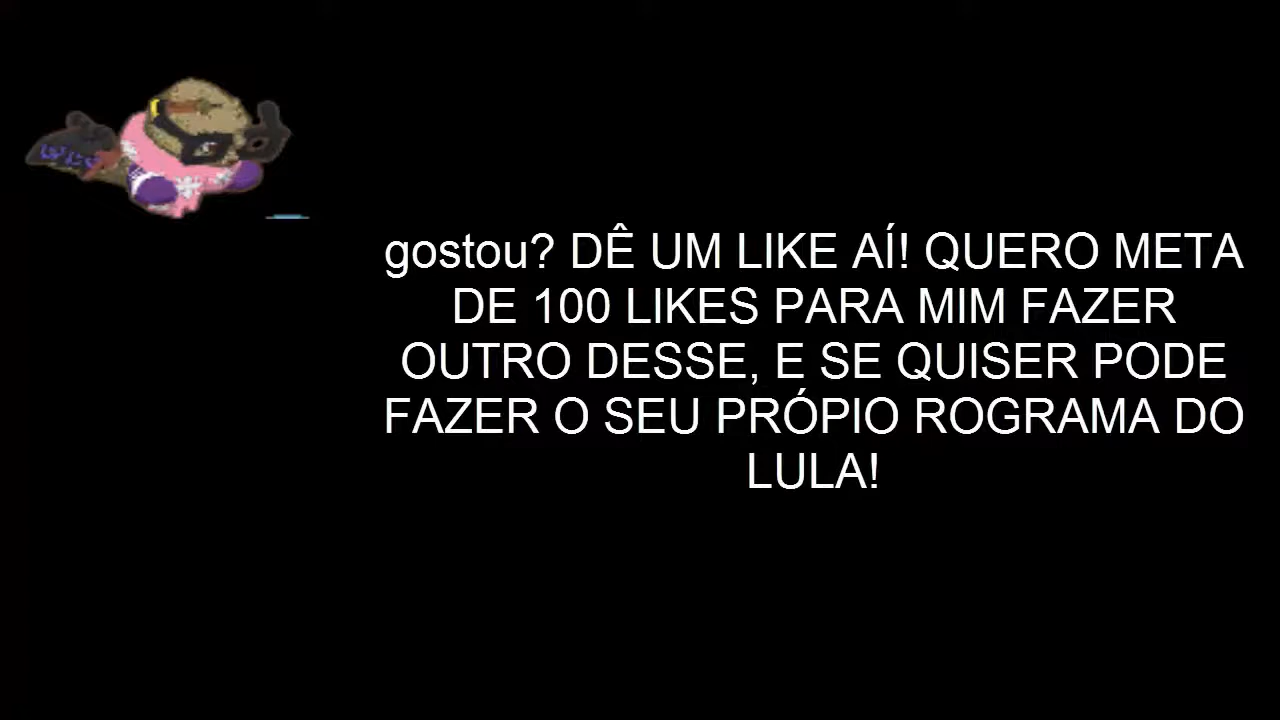 gostou? DÊ UM LIKE AÍ! QUERO META
DE 100 LIKES PARA MIM FAZER
OUTRO DESSE, E SE QUISER PODE
FAZER O SEU PRÓPIO ROGRAMA DO
LULA!